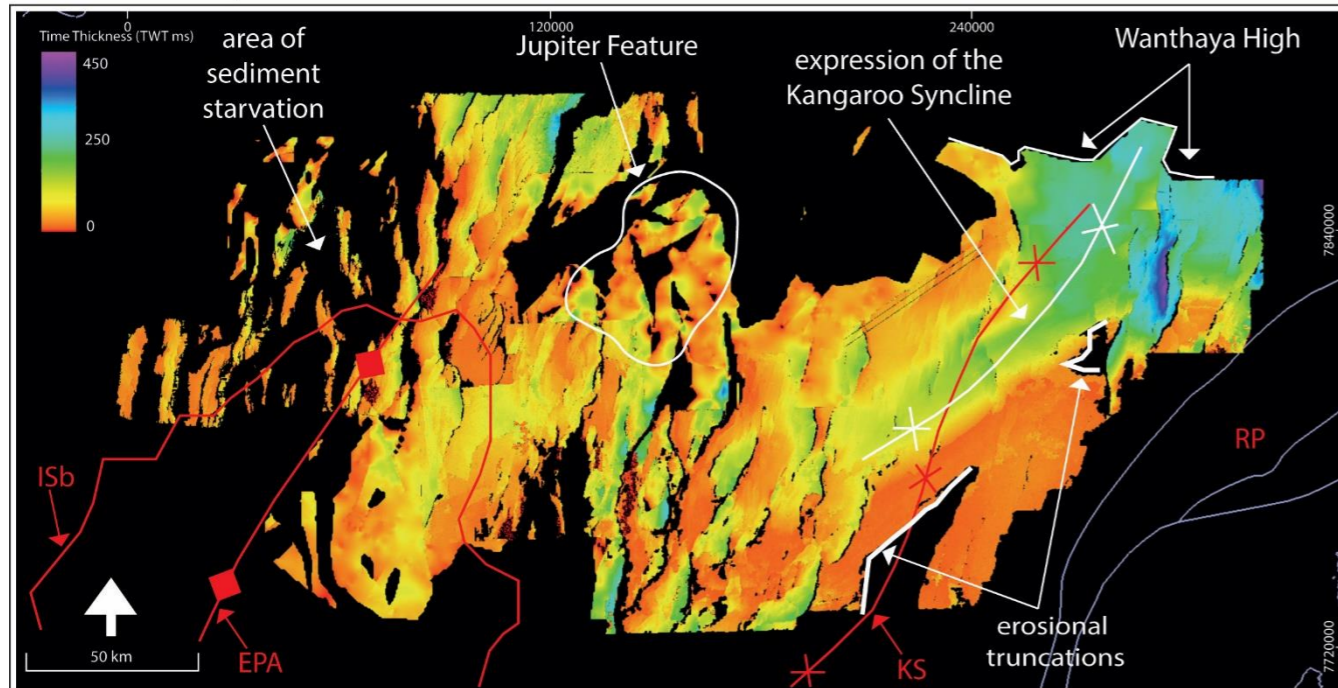 0
120000
240000
Time Thickness (TWT ms)
450
250
0
area of
sediment
starvation
Jupiter Feature
expression of the
Kangaroo Syncline
Wanthaya High
7840000
ISb
RP
50 km
EPA
KS
erosional
truncations
7720000